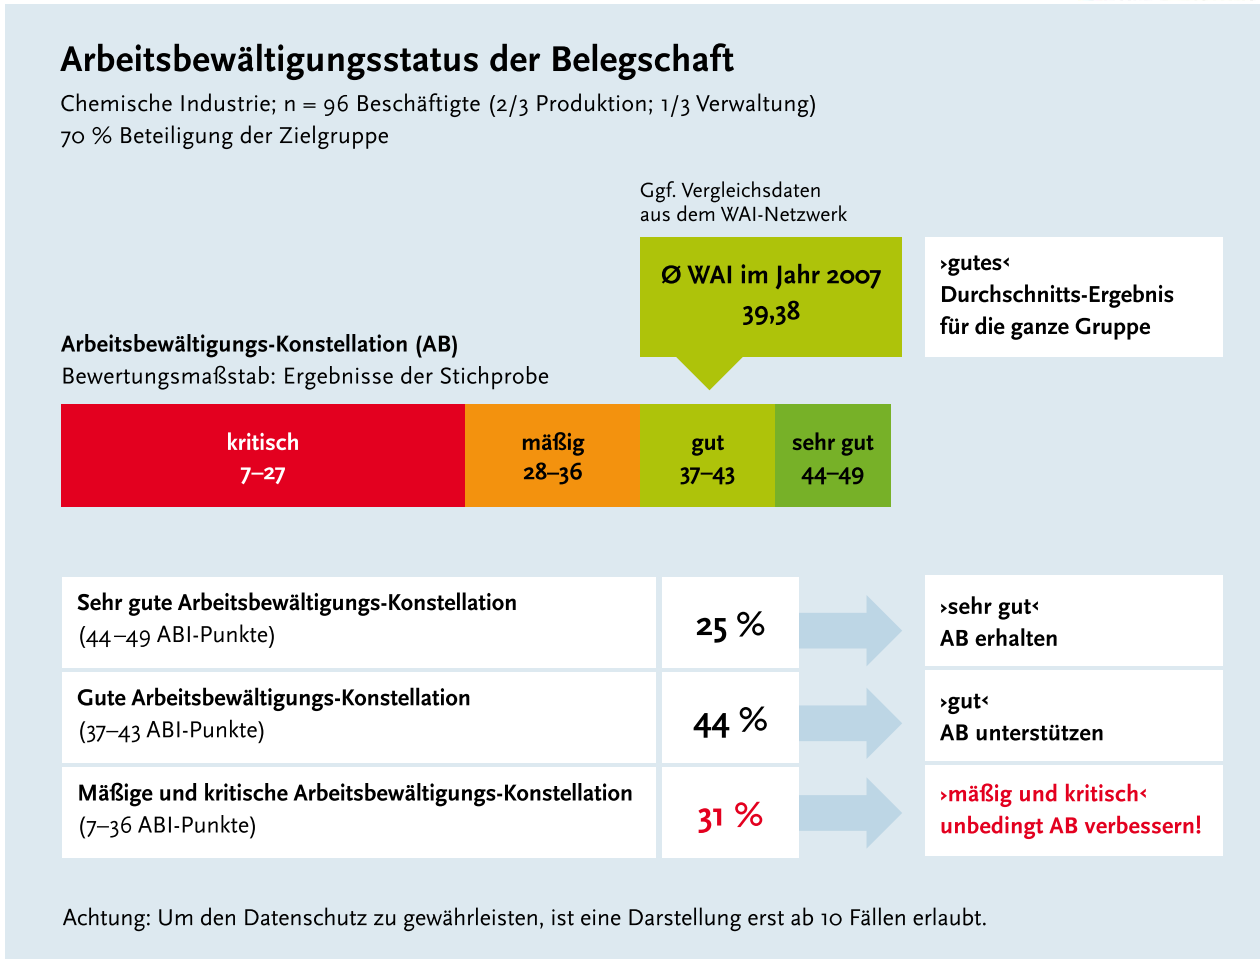 Arbeitsbewältigungsstatus der Belegschaft
Chemische Industrie; n = 96 Beschäftigte (2/3 Produktion; 1/3 Verwaltung)
70 % Beteiligung der Zielgruppe
Ggf. Vergleichsdaten
aus dem WAI-Netzwerk
Ø WAI im Jahr 2007
39,38
›gutes‹
Durchschnitts-Ergebnis
für die ganze Gruppe
Arbeitsbewältigungs-Konstellation (AB)
Bewertungsmaßstab: Ergebnisse der Stichprobe
kritisch
7–27
mäßig
28–36
gut
37–43
sehr gut
44–49
Sehr gute Arbeitsbewältigungs-Konstellation
(44–49 ABI-Punkte)
25 %
›sehr gut‹
AB erhalten
Gute Arbeitsbewältigungs-Konstellation
(37–43 ABI-Punkte)
44 %
›gut‹
AB unterstützen
Mäßige und kritische Arbeitsbewältigungs-Konstellation
(7–36 ABI-Punkte)
31 %
›mäßig und kritisch‹
unbedingt AB verbessern!
Achtung: Um den Datenschutz zu gewährleisten, ist eine Darstellung erst ab 10 Fällen erlaubt.